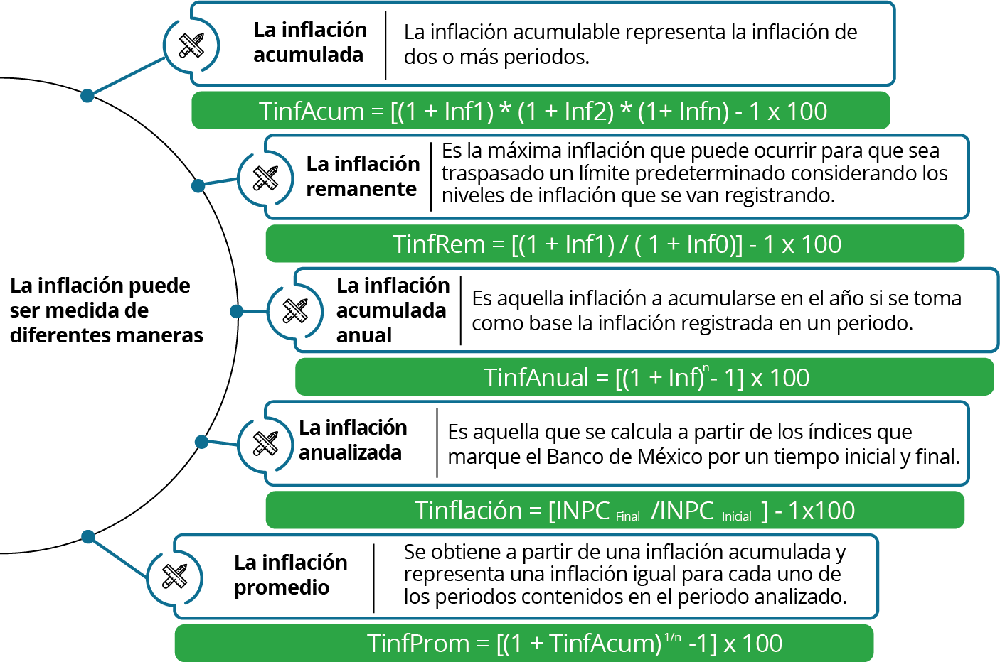 La inflación puede
ser medida de
diferentes maneras
La inflación
acumulada
La inflación acumulable representa la inflación de
dos o más periodos.
TinfAcum = [(1 + Inf1) * (1 + Inf2) * (1+ Infn) - 1 x 100
La inflación
remanente
Es la máxima inflación que puede ocurrir para que sea
traspasado un límite predeterminado considerando los
niveles de inflación que se van registrando.
TinfRem = [(1 + Inf1) / ( 1 + Inf0)] - 1 x 100
La inflación
acumulada
anual
Es aquella inflación a acumularse en el año si se toma
como base la inflación registrada en un periodo.
TinfAnual = [(1 + Inf)ⁿ - 1] x 100
La inflación
anualizada
Es aquella que se calcula a partir de los índices que
marque el Banco de México por un tiempo inicial y final.
Tinflación = [INPC Final /INPC Inicial ] - 1x100
La inflación
promedio
Se obtiene a partir de una inflación acumulada y
representa una inflación igual para cada uno de
los periodos contenidos en el periodo analizado.
TinfProm = [(1 + TinfAcum) 1/n -1] x 100